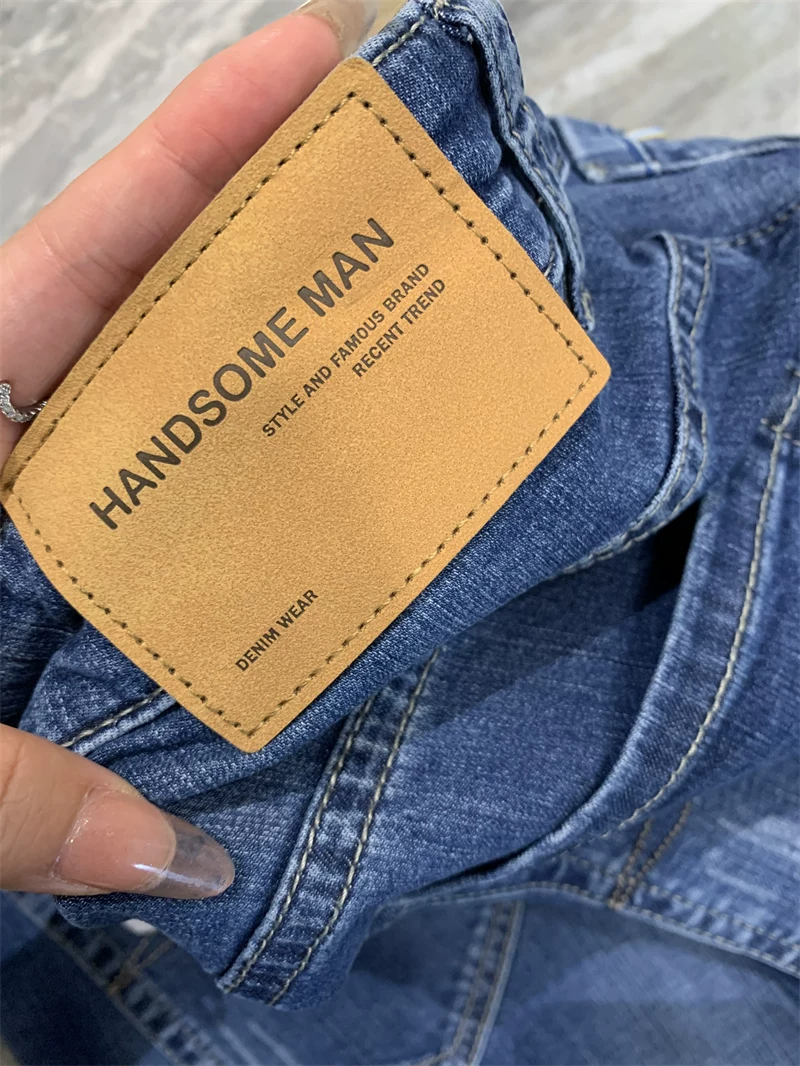 HANDSOME MAN
STYLE AND FAMOUS BRAND
RECENT TREND
DENIM WEAR